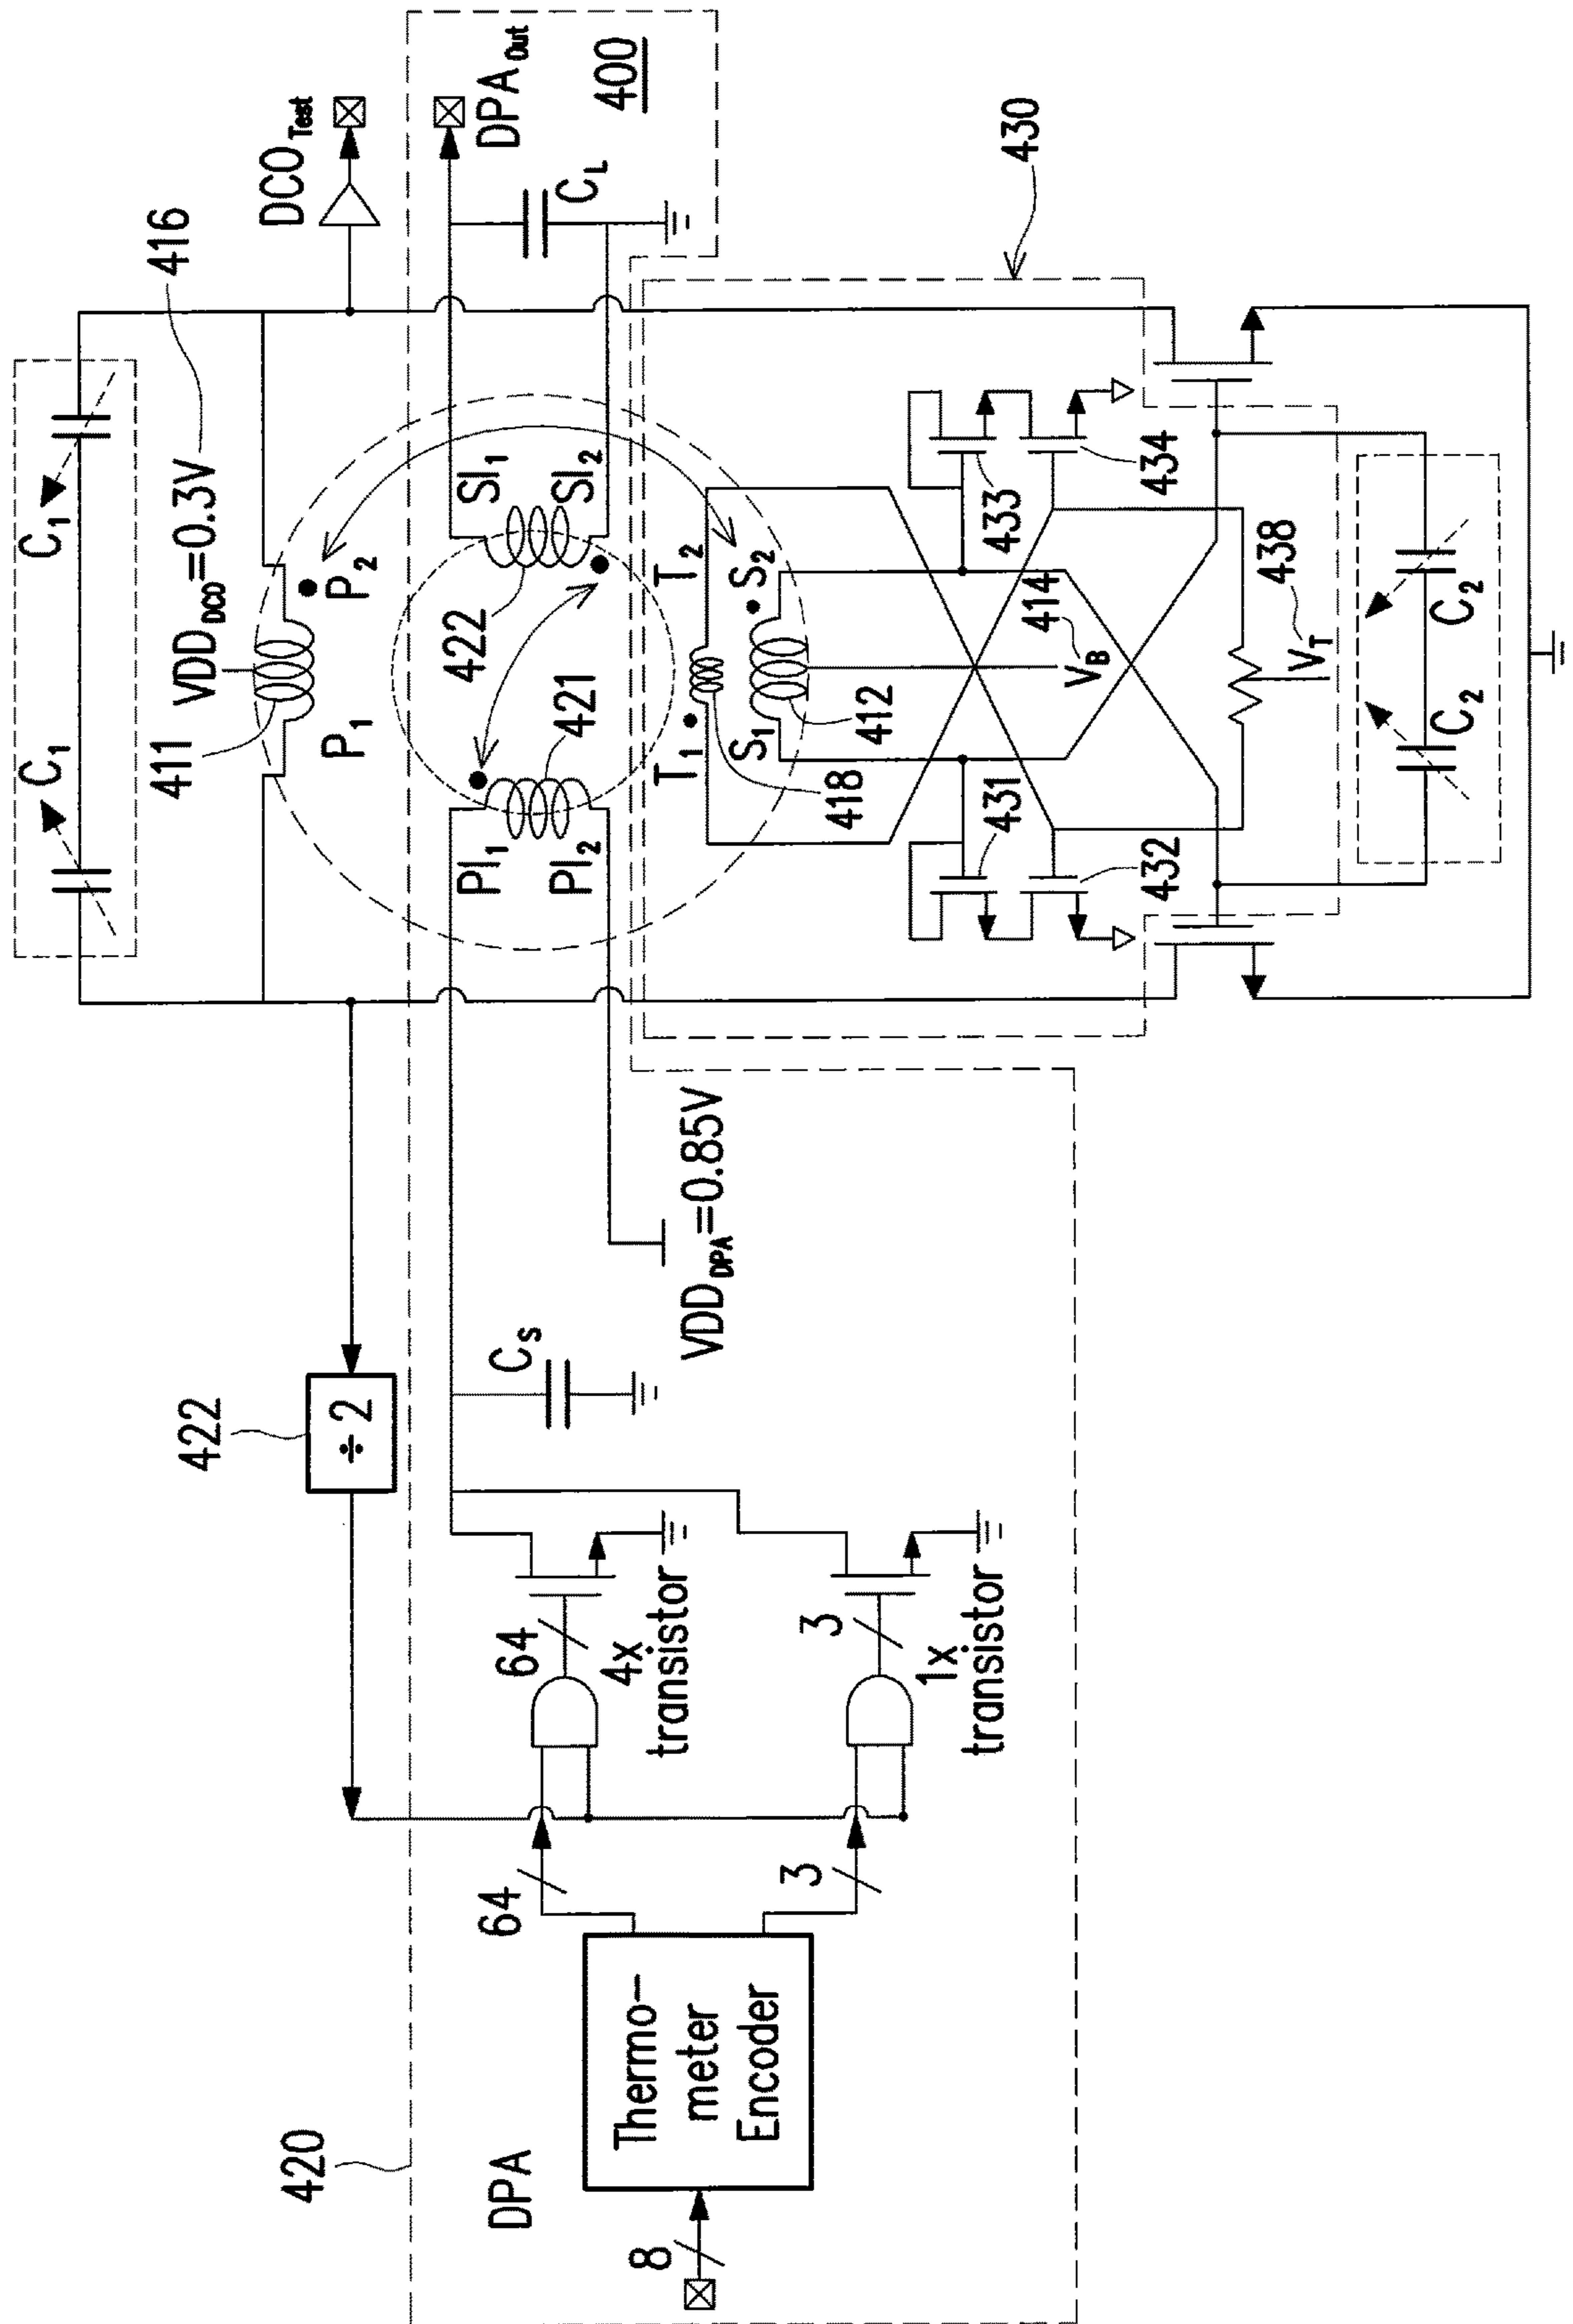 420
DPA
8
Thermo-
meter
Encoder
64
3
64
4x
transistor
3
1x
transistor
422
÷2
C_S
VDD_DPA=0.85V
C_1
C_1
411
VDD_DCO=0.3V
416
P_1
P_2
DCO_Test
DPA_Out
400
C_L
PI_1
PI_2
421
422
SI_1
SI_2
T_1
T_2
S_1
S_2
418
412
414
V_B
430
431
432
433
434
438
V_T
C_2
C_2